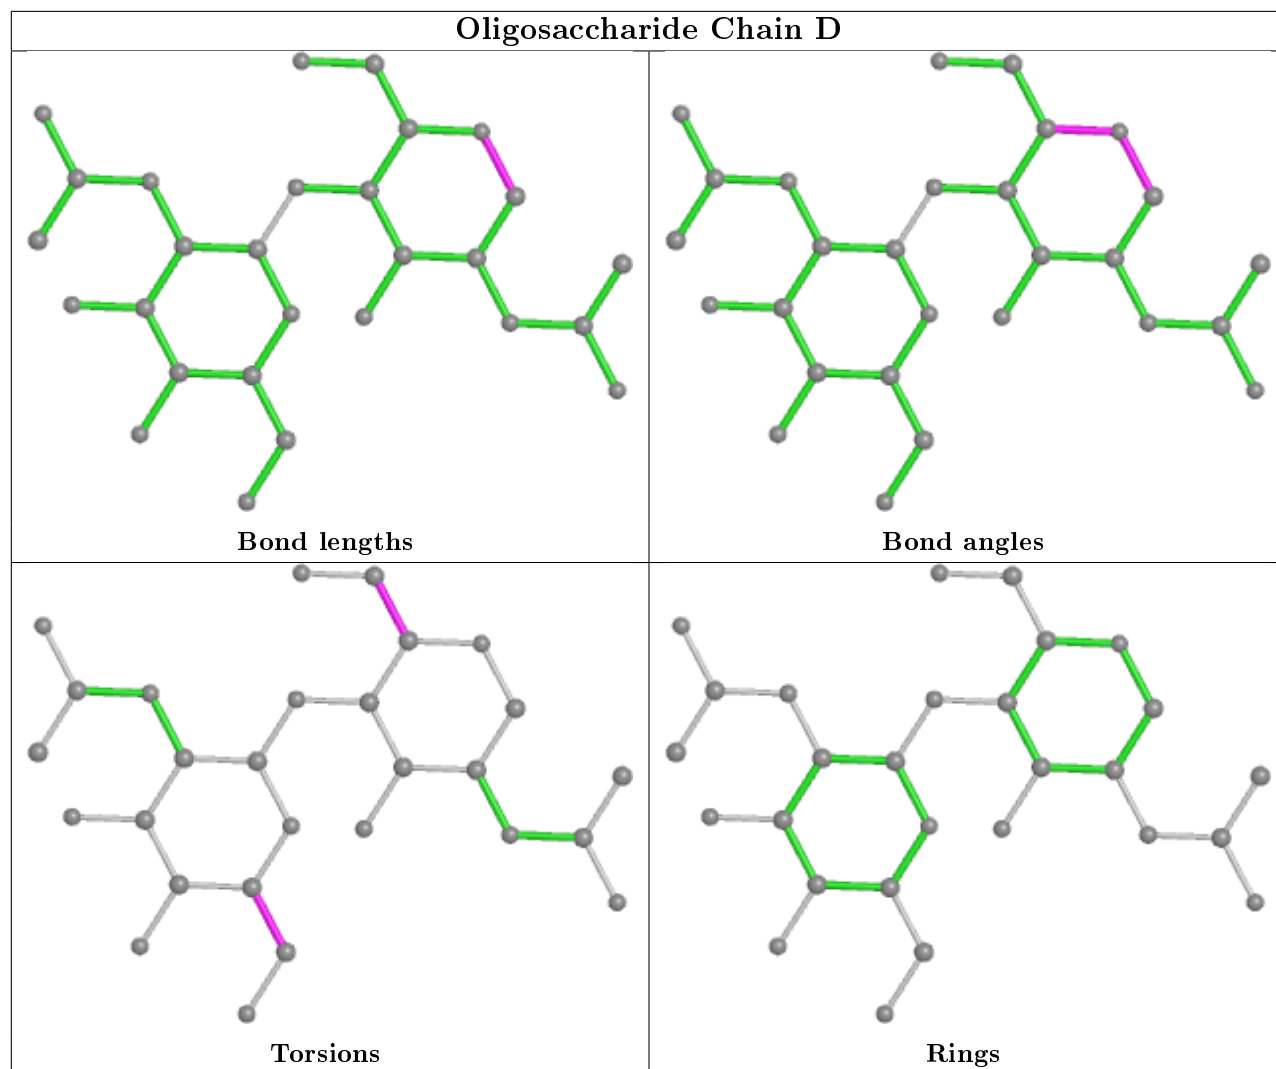 Oligosaccharide Chain D
Bond lengths
Bond angles
Torsions
Rings